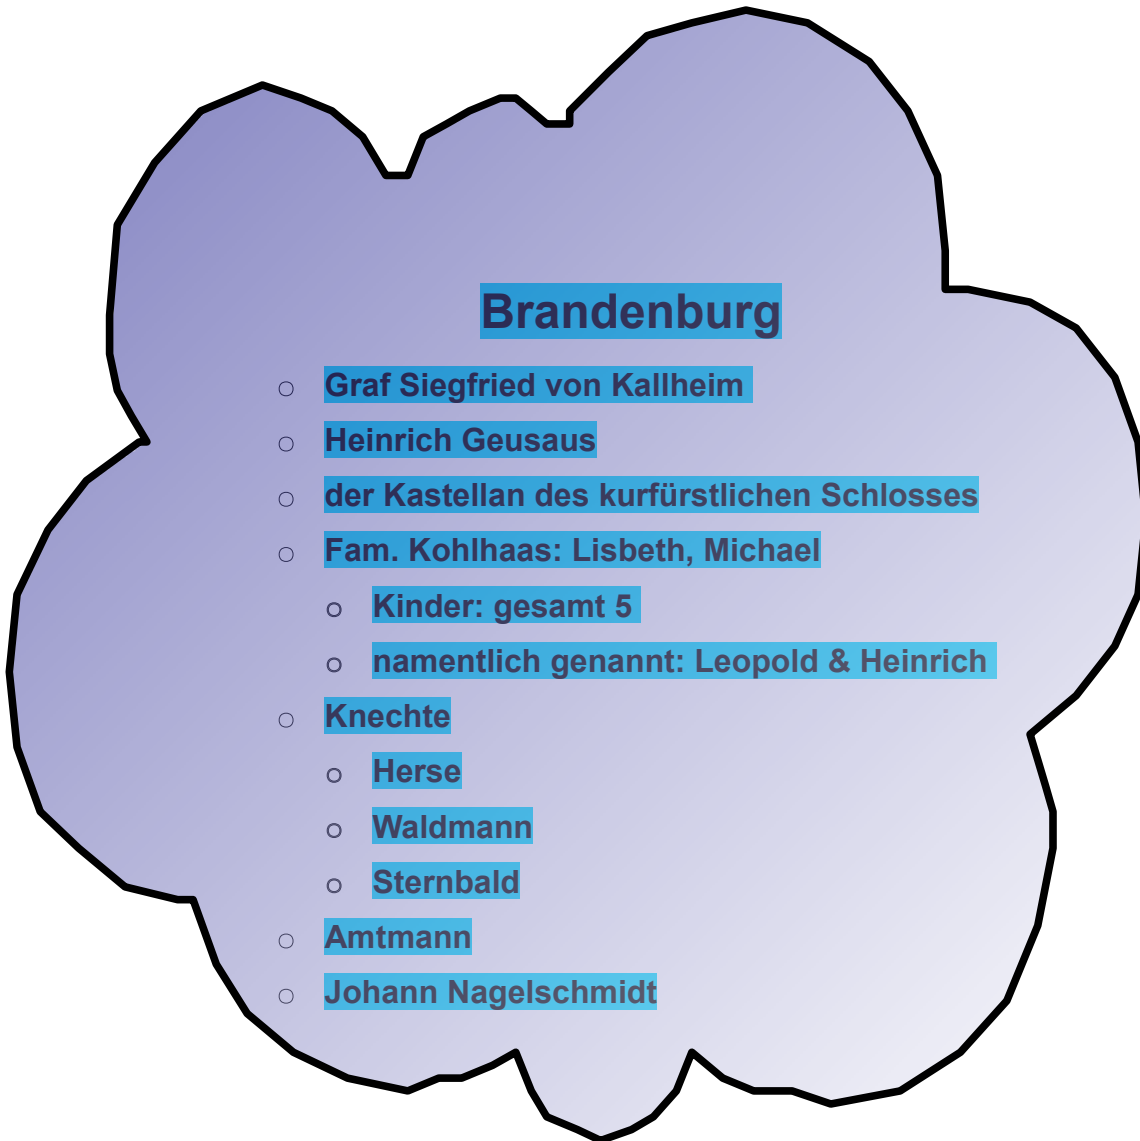 Brandenburg
○ Graf Siegfried von Kallheim
○ Heinrich Geusaus
○ der Kastellan des kurfürstlichen Schlosses
○ Fam. Kohlhaas: Lisbeth, Michael
o Kinder: gesamt 5
o namentlich genannt: Leopold & Heinrich
○ Knechte
o Herse
o Waldmann
o Sternbald
○ Amtmann
○ Johann Nagelschmidt